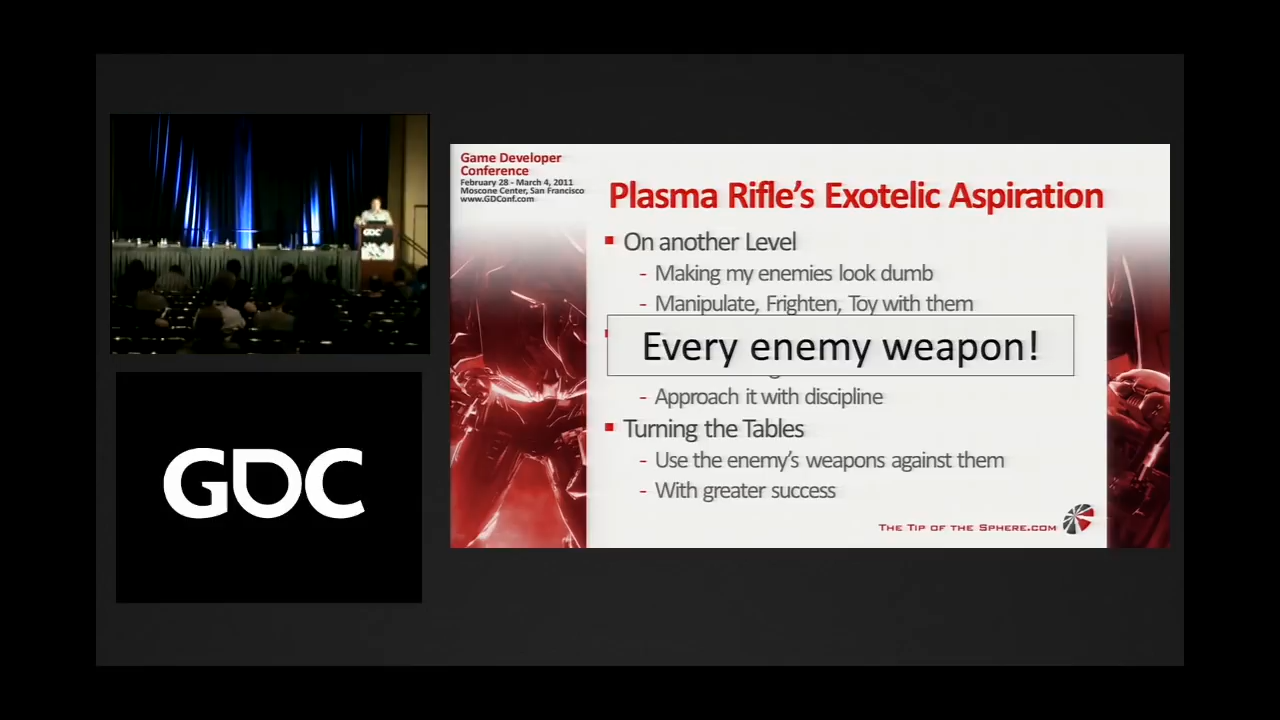 GDC
GDC
Game Developer
Conference
February 28 - March 4, 2011
Moscone Center, San Francisco
www.GDConf.com
Plasma Rifle's Exotelic Aspiration
On another Level
- Making my enemies look dumb
- Manipulate, Frighten, Toy with them
Every enemy weapon!
- Approach it with discipline
Turning the Tables
- Use the enemy's weapons against them
- With greater success
The Tip of the Sphere.com